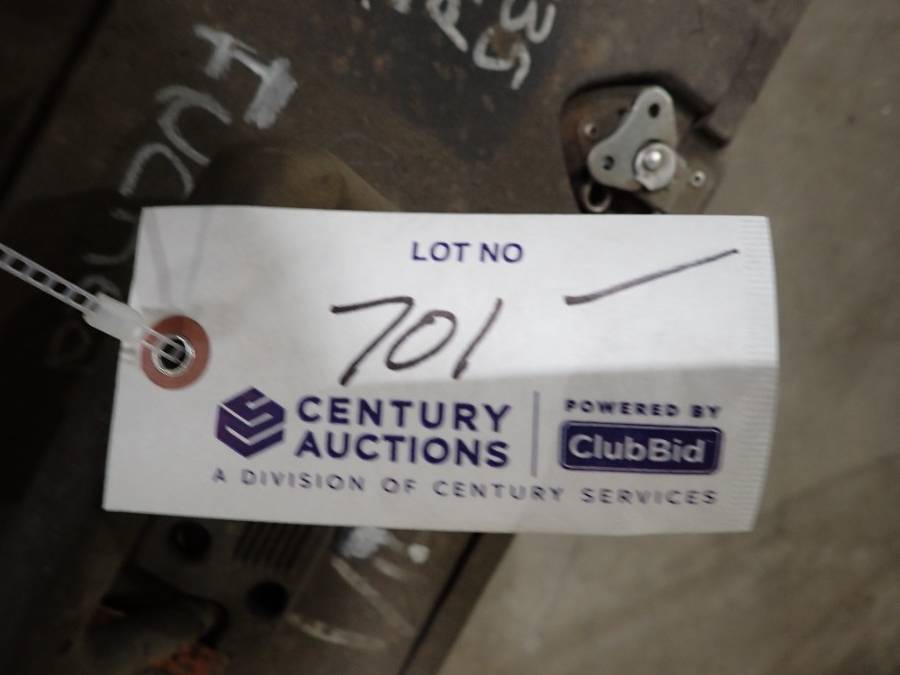 LOT NO
701 —
CENTURY
AUCTIONS
POWERED BY
ClubBid
A DIVISION OF CENTURY SERVICES